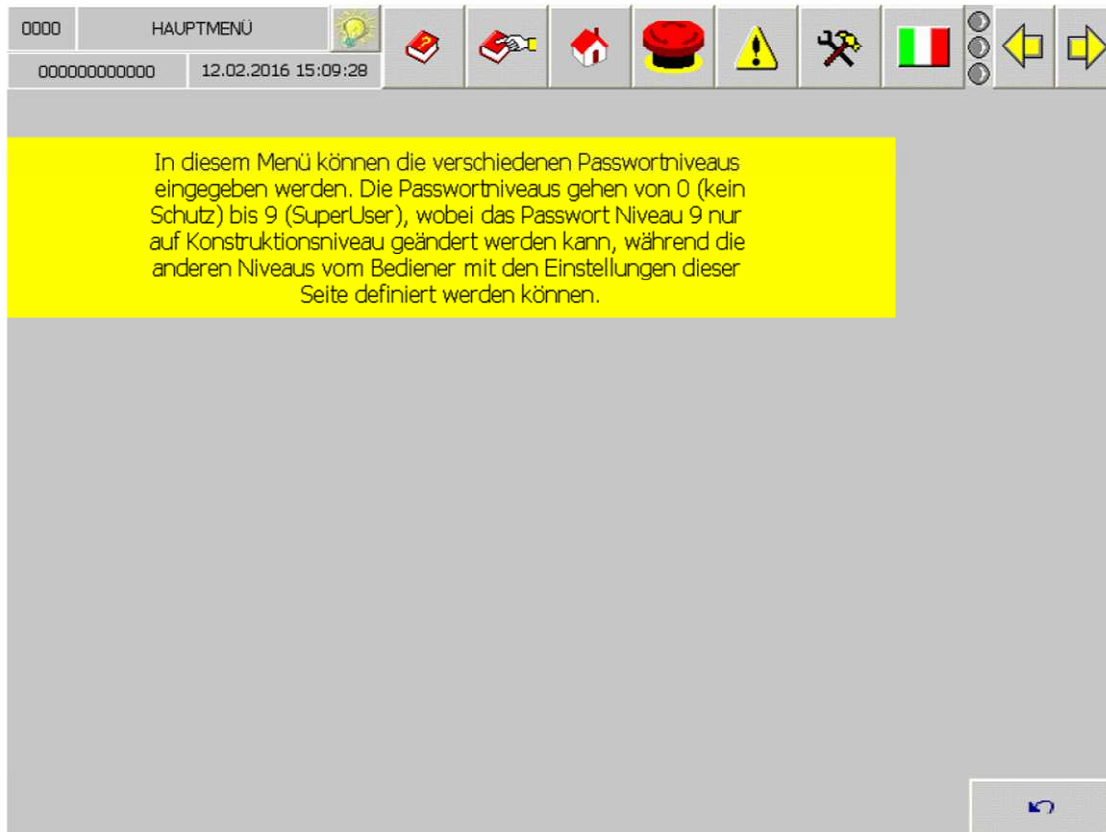 0000
HAUPTMENÜ
000000000000
12.02.2016 15:09:28
In diesem Menü können die verschiedenen Passwortniveaus
eingegeben werden. Die Passwortniveaus gehen von 0 (kein
Schutz) bis 9 (SuperUser), wobei das Passwort Niveau 9 nur
auf Konstruktionsniveau geändert werden kann, während die
anderen Niveaus vom Bediener mit den Einstellungen dieser
Seite definiert werden können.